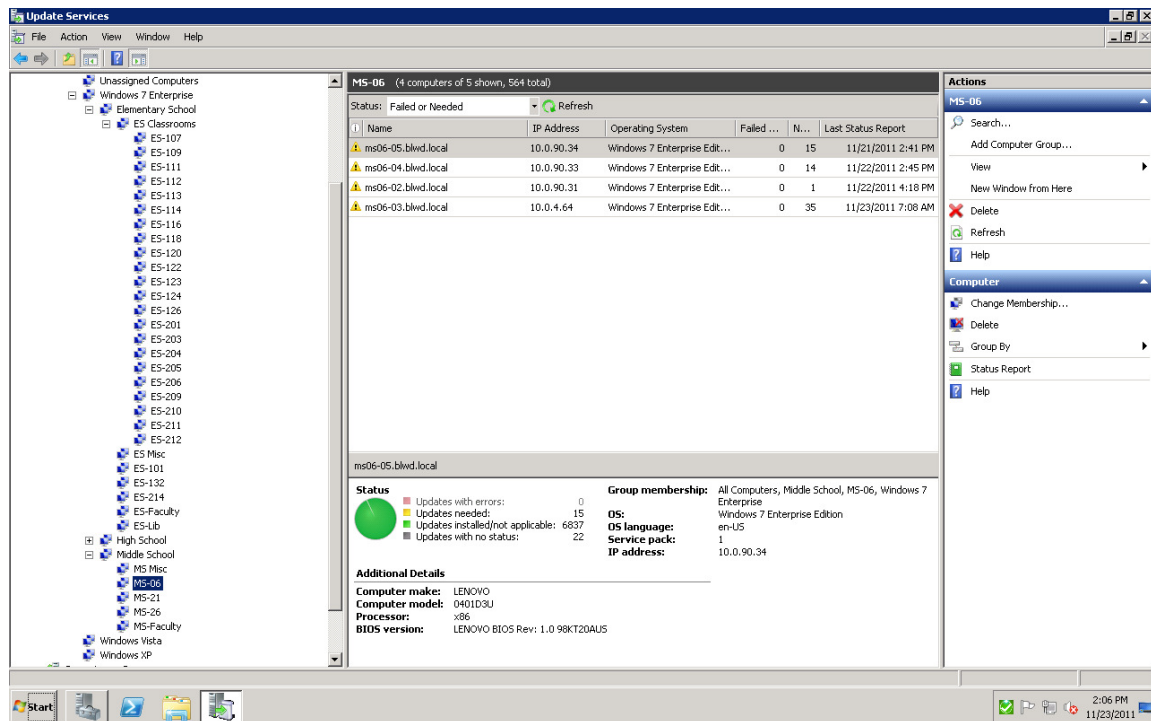 Update Services
File Action View Window Help
Unassigned Computers
Windows 7 Enterprise
Elementary School
ES Classrooms
ES-107
ES-109
ES-111
ES-112
ES-113
ES-114
ES-116
ES-118
ES-120
ES-122
ES-123
ES-124
ES-126
ES-201
ES-203
ES-204
ES-205
ES-206
ES-209
ES-210
ES-211
ES-212
ES Misc
ES-101
ES-132
ES-214
ES-Faculty
ES-Lib
High School
Middle School
MS Misc
MS-06
MS-21
MS-26
MS-Faculty
Windows Vista
Windows XP
MS-06 (4 computers of 5 shown, 564 total)
Status: Failed or Needed Refresh
Name IP Address Operating System Failed ... N... Last Status Report
ms06-05.blwd.local 10.0.90.34 Windows 7 Enterprise Edit... 0 15 11/21/2011 2:41 PM
ms06-04.blwd.local 10.0.90.33 Windows 7 Enterprise Edit... 0 14 11/22/2011 2:45 PM
ms06-02.blwd.local 10.0.90.31 Windows 7 Enterprise Edit... 0 1 11/22/2011 4:18 PM
ms06-03.blwd.local 10.0.4.64 Windows 7 Enterprise Edit... 0 35 11/23/2011 7:08 AM
ms06-05.blwd.local
Status
Updates with errors: 0
Updates needed: 15
Updates installed/not applicable: 6837
Updates with no status: 22
Group membership: All Computers, Middle School, MS-06, Windows 7
Enterprise
OS: Windows 7 Enterprise Edition
OS language: en-US
Service pack: 1
IP address: 10.0.90.34
Additional Details
Computer make: LENOVO
Computer model: 0401D3U
Processor: x86
BIOS version: LENOVO BIOS Rev: 1.0 98KT20AUS
Actions
MS-06
Search...
Add Computer Group...
View
New Window from Here
Delete
Refresh
Help
Computer
Change Membership...
Delete
Group By
Status Report
Help
Start
2:06 PM
11/23/2011